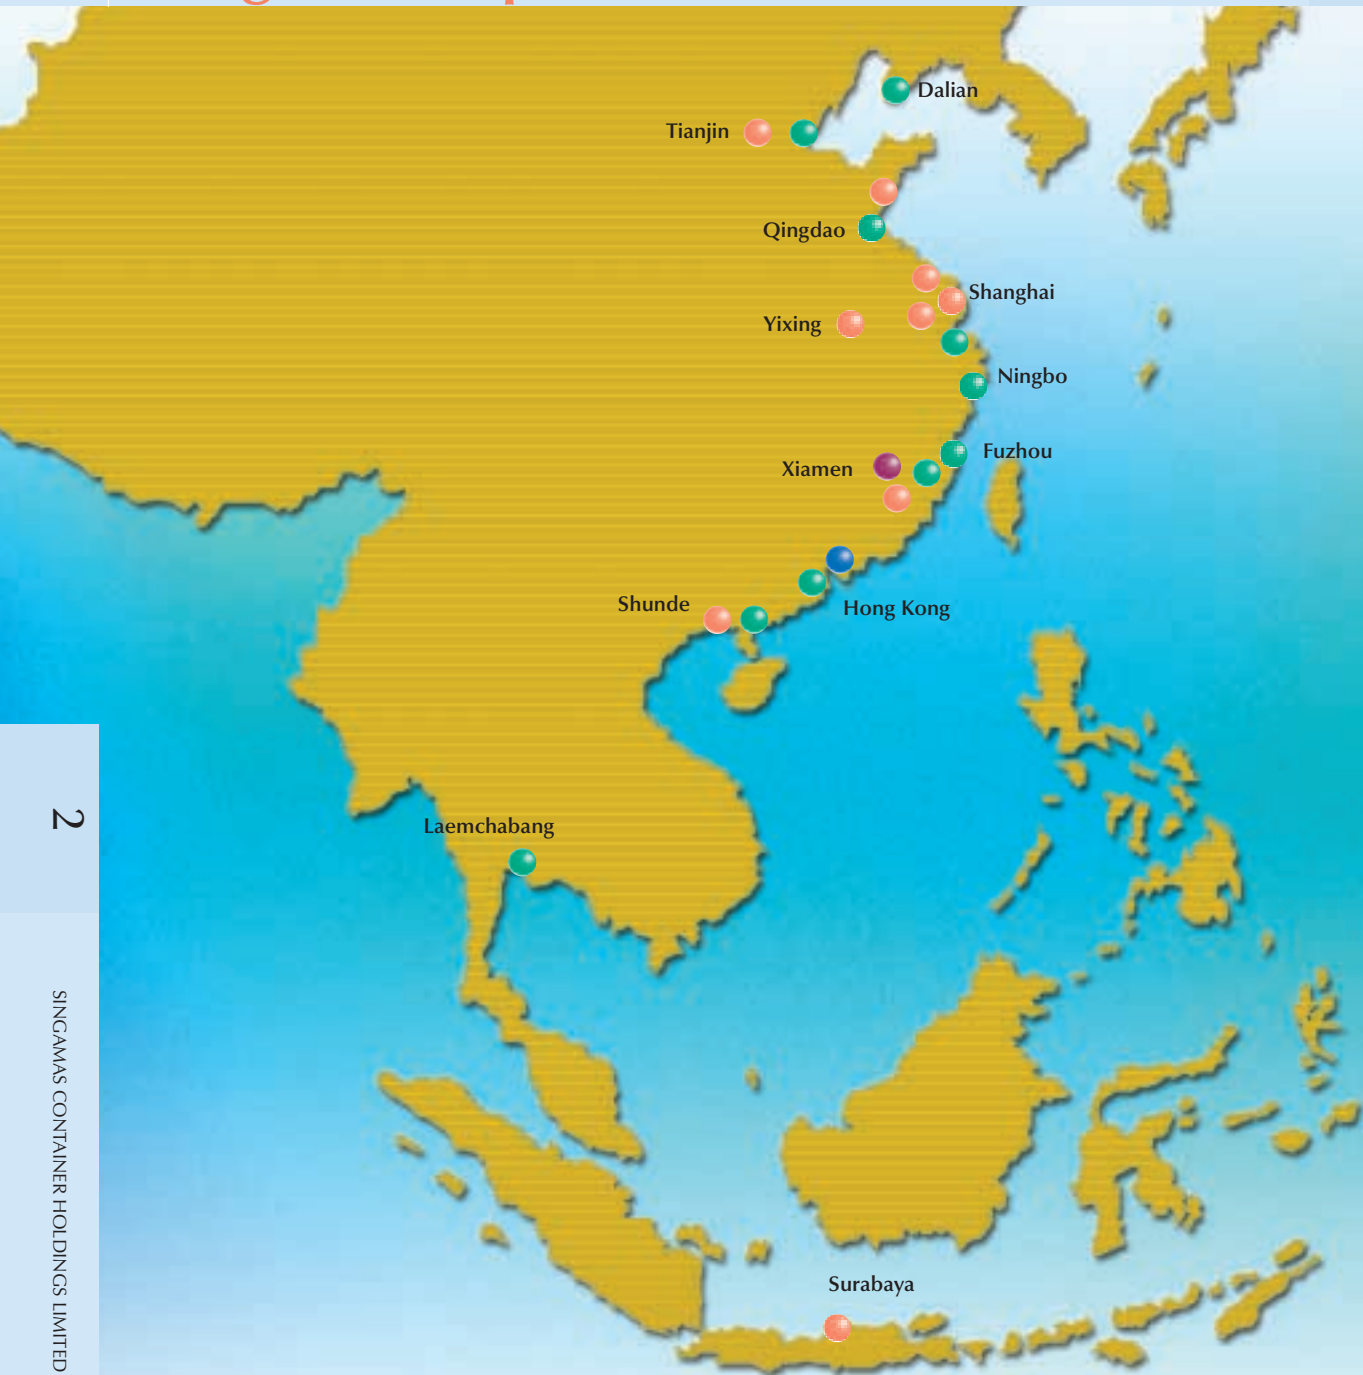 Dalian
Tianjin
Qingdao
Shanghai
Yixing
Ningbo
Fuzhou
Xiamen
Shunde
Hong Kong
Laemchabang
Surabaya
2
SINGAMAS CONTAINER HOLDINGS LIMITED